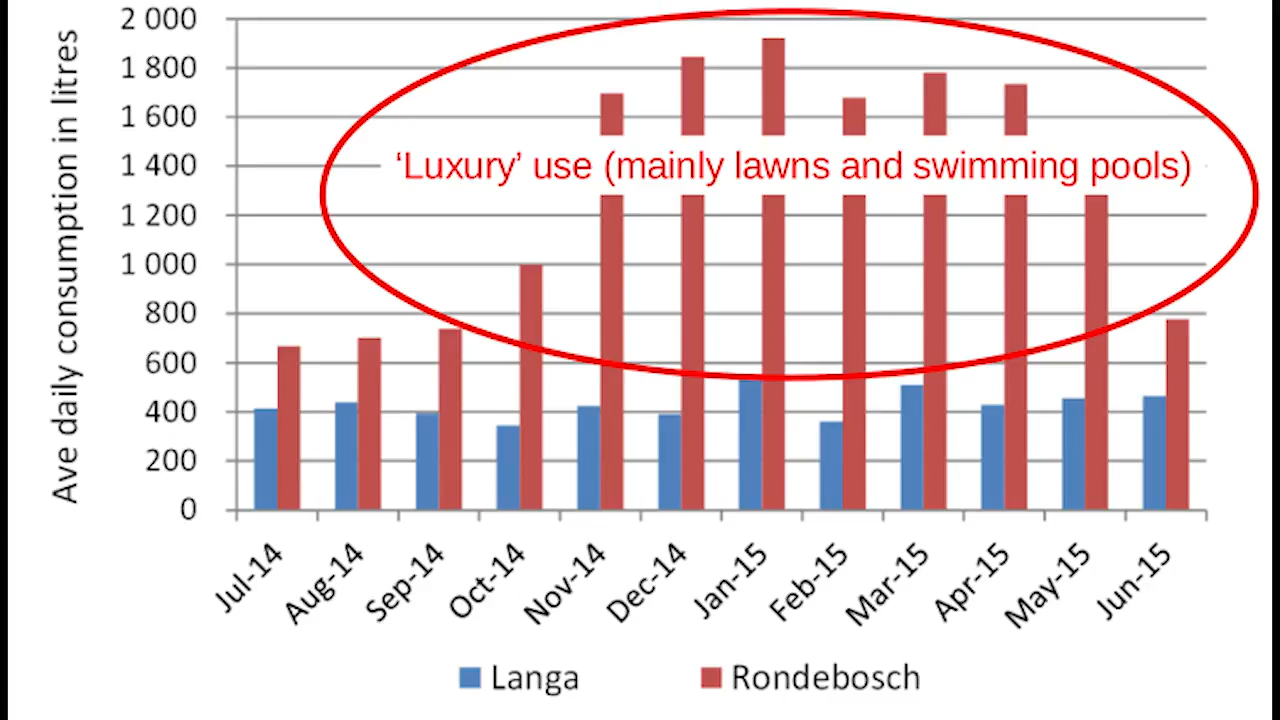 Ave daily consumption in litres
2 000
1 800
1 600
1 400
1 200
1 000
800
600
400
200
0
‘Luxury’ use (mainly lawns and swimming pools)
Jul-14
Aug-14
Sep-14
Oct-14
Nov-14
Dec-14
Jan-15
Feb-15
Mar-15
Apr-15
May-15
Jun-15
Langa
Rondebosch